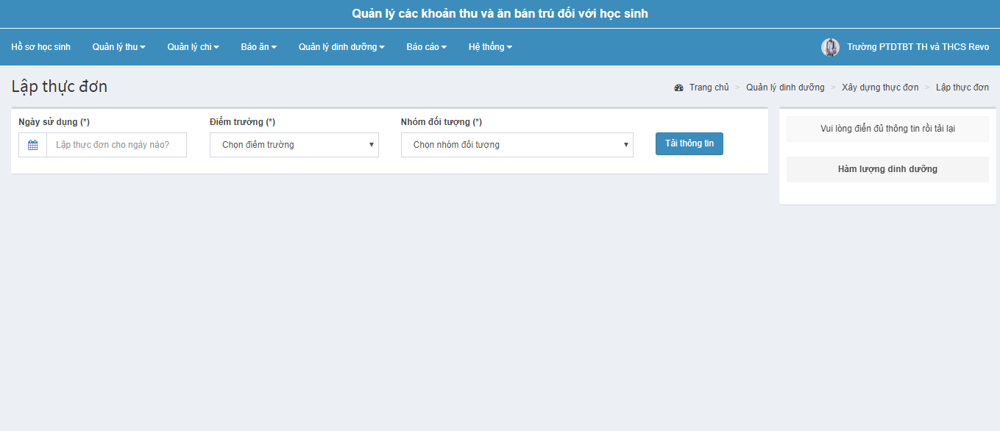 Quản lý các khoản thu và ăn bán trú đối với học sinh
Hồ sơ học sinh Quản lý thu Quản lý chi Báo ăn Quản lý dinh dưỡng Báo cáo Hệ thống Trường PTDTBT TH và THCS Revo
Lập thực đơn
Trang chủ > Quản lý dinh dưỡng > Xây dựng thực đơn > Lập thực đơn
Ngày sử dụng (*) Điểm trường (*) Nhóm đối tượng (*)
Lập thực đơn cho ngày nào? Chọn điểm trường Chọn nhóm đối tượng Tải thông tin
Vui lòng điền đủ thông tin rồi tải lại
Hàm lượng dinh dưỡng